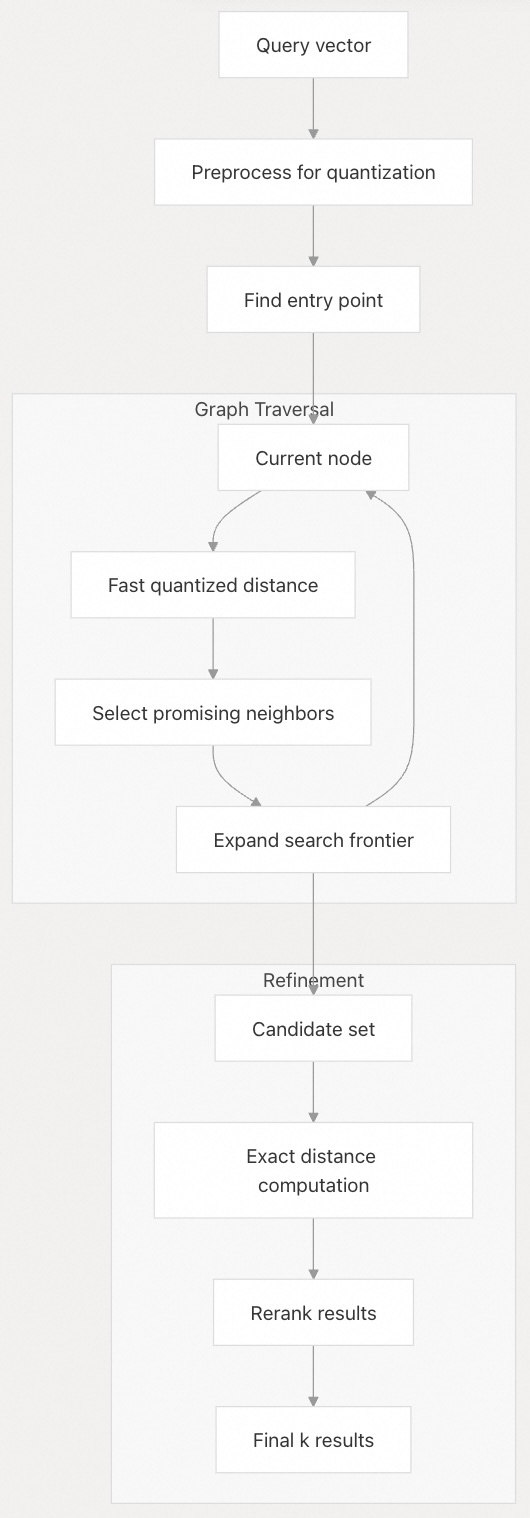 Query vector
Preprocess for quantization
Find entry point
Graph Traversal
Current node
Fast quantized distance
Select promising neighbors
Expand search frontier
Refinement
Candidate set
Exact distance
computation
Rerank results
Final k results